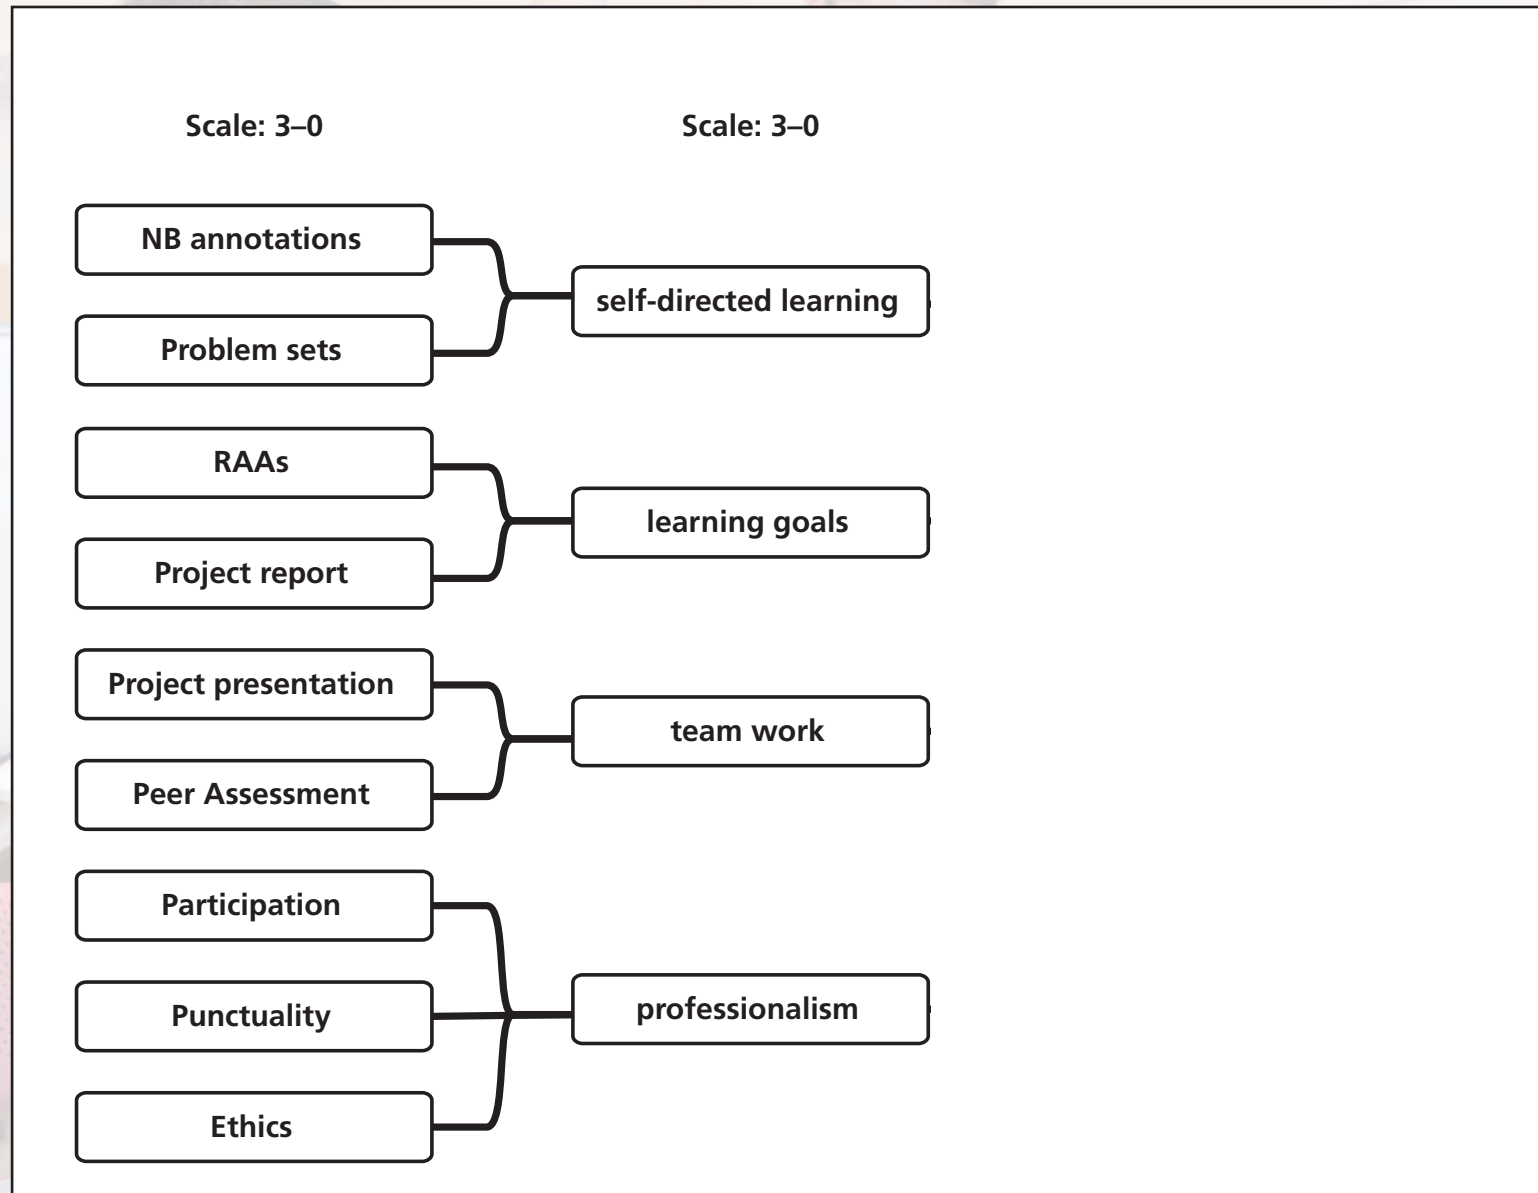 Scale: 3–0
Scale: 3–0
NB annotations
Problem sets
self-directed learning
RAAs
Project report
learning goals
Project presentation
Peer Assessment
team work
Participation
Punctuality
Ethics
professionalism